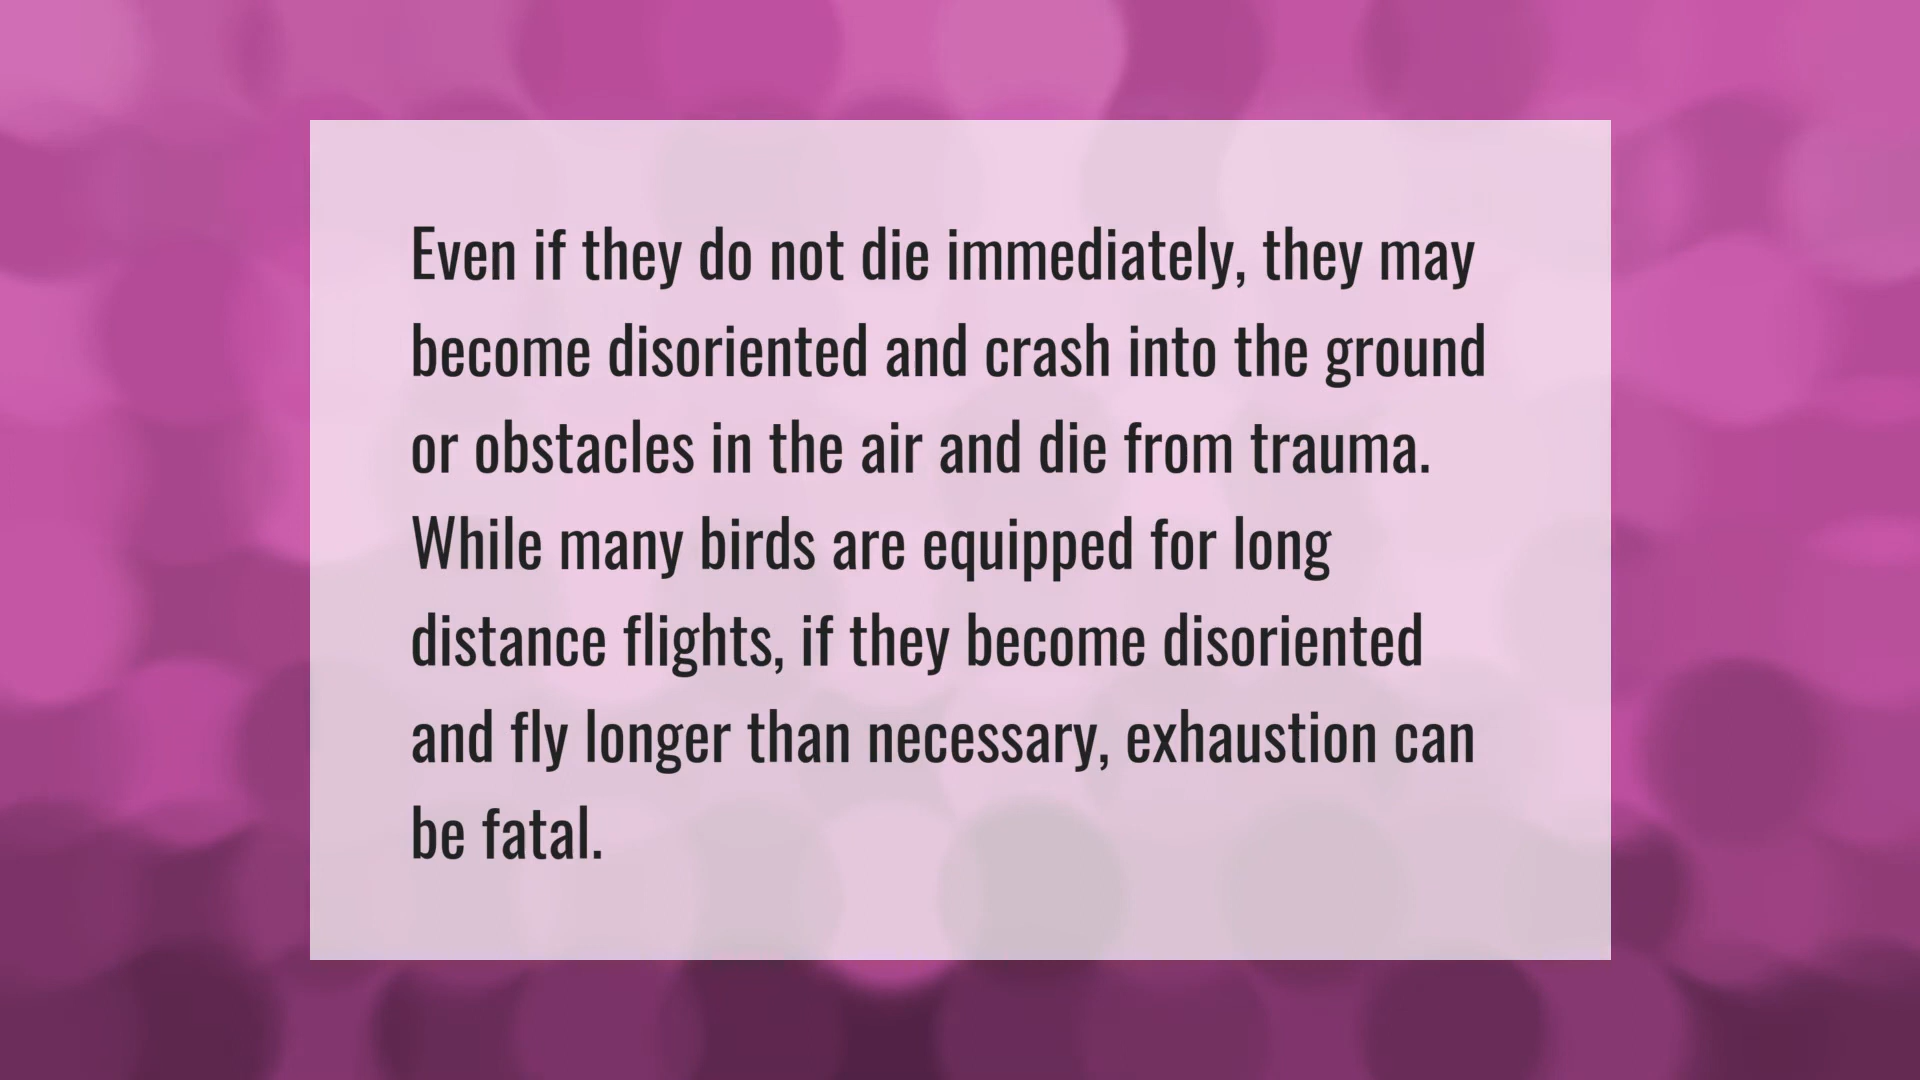 Even if they do not die immediately, they may
become disoriented and crash into the ground
or obstacles in the air and die from trauma.
While many birds are equipped for long
distance flights, if they become disoriented
and fly longer than necessary, exhaustion can
be fatal.